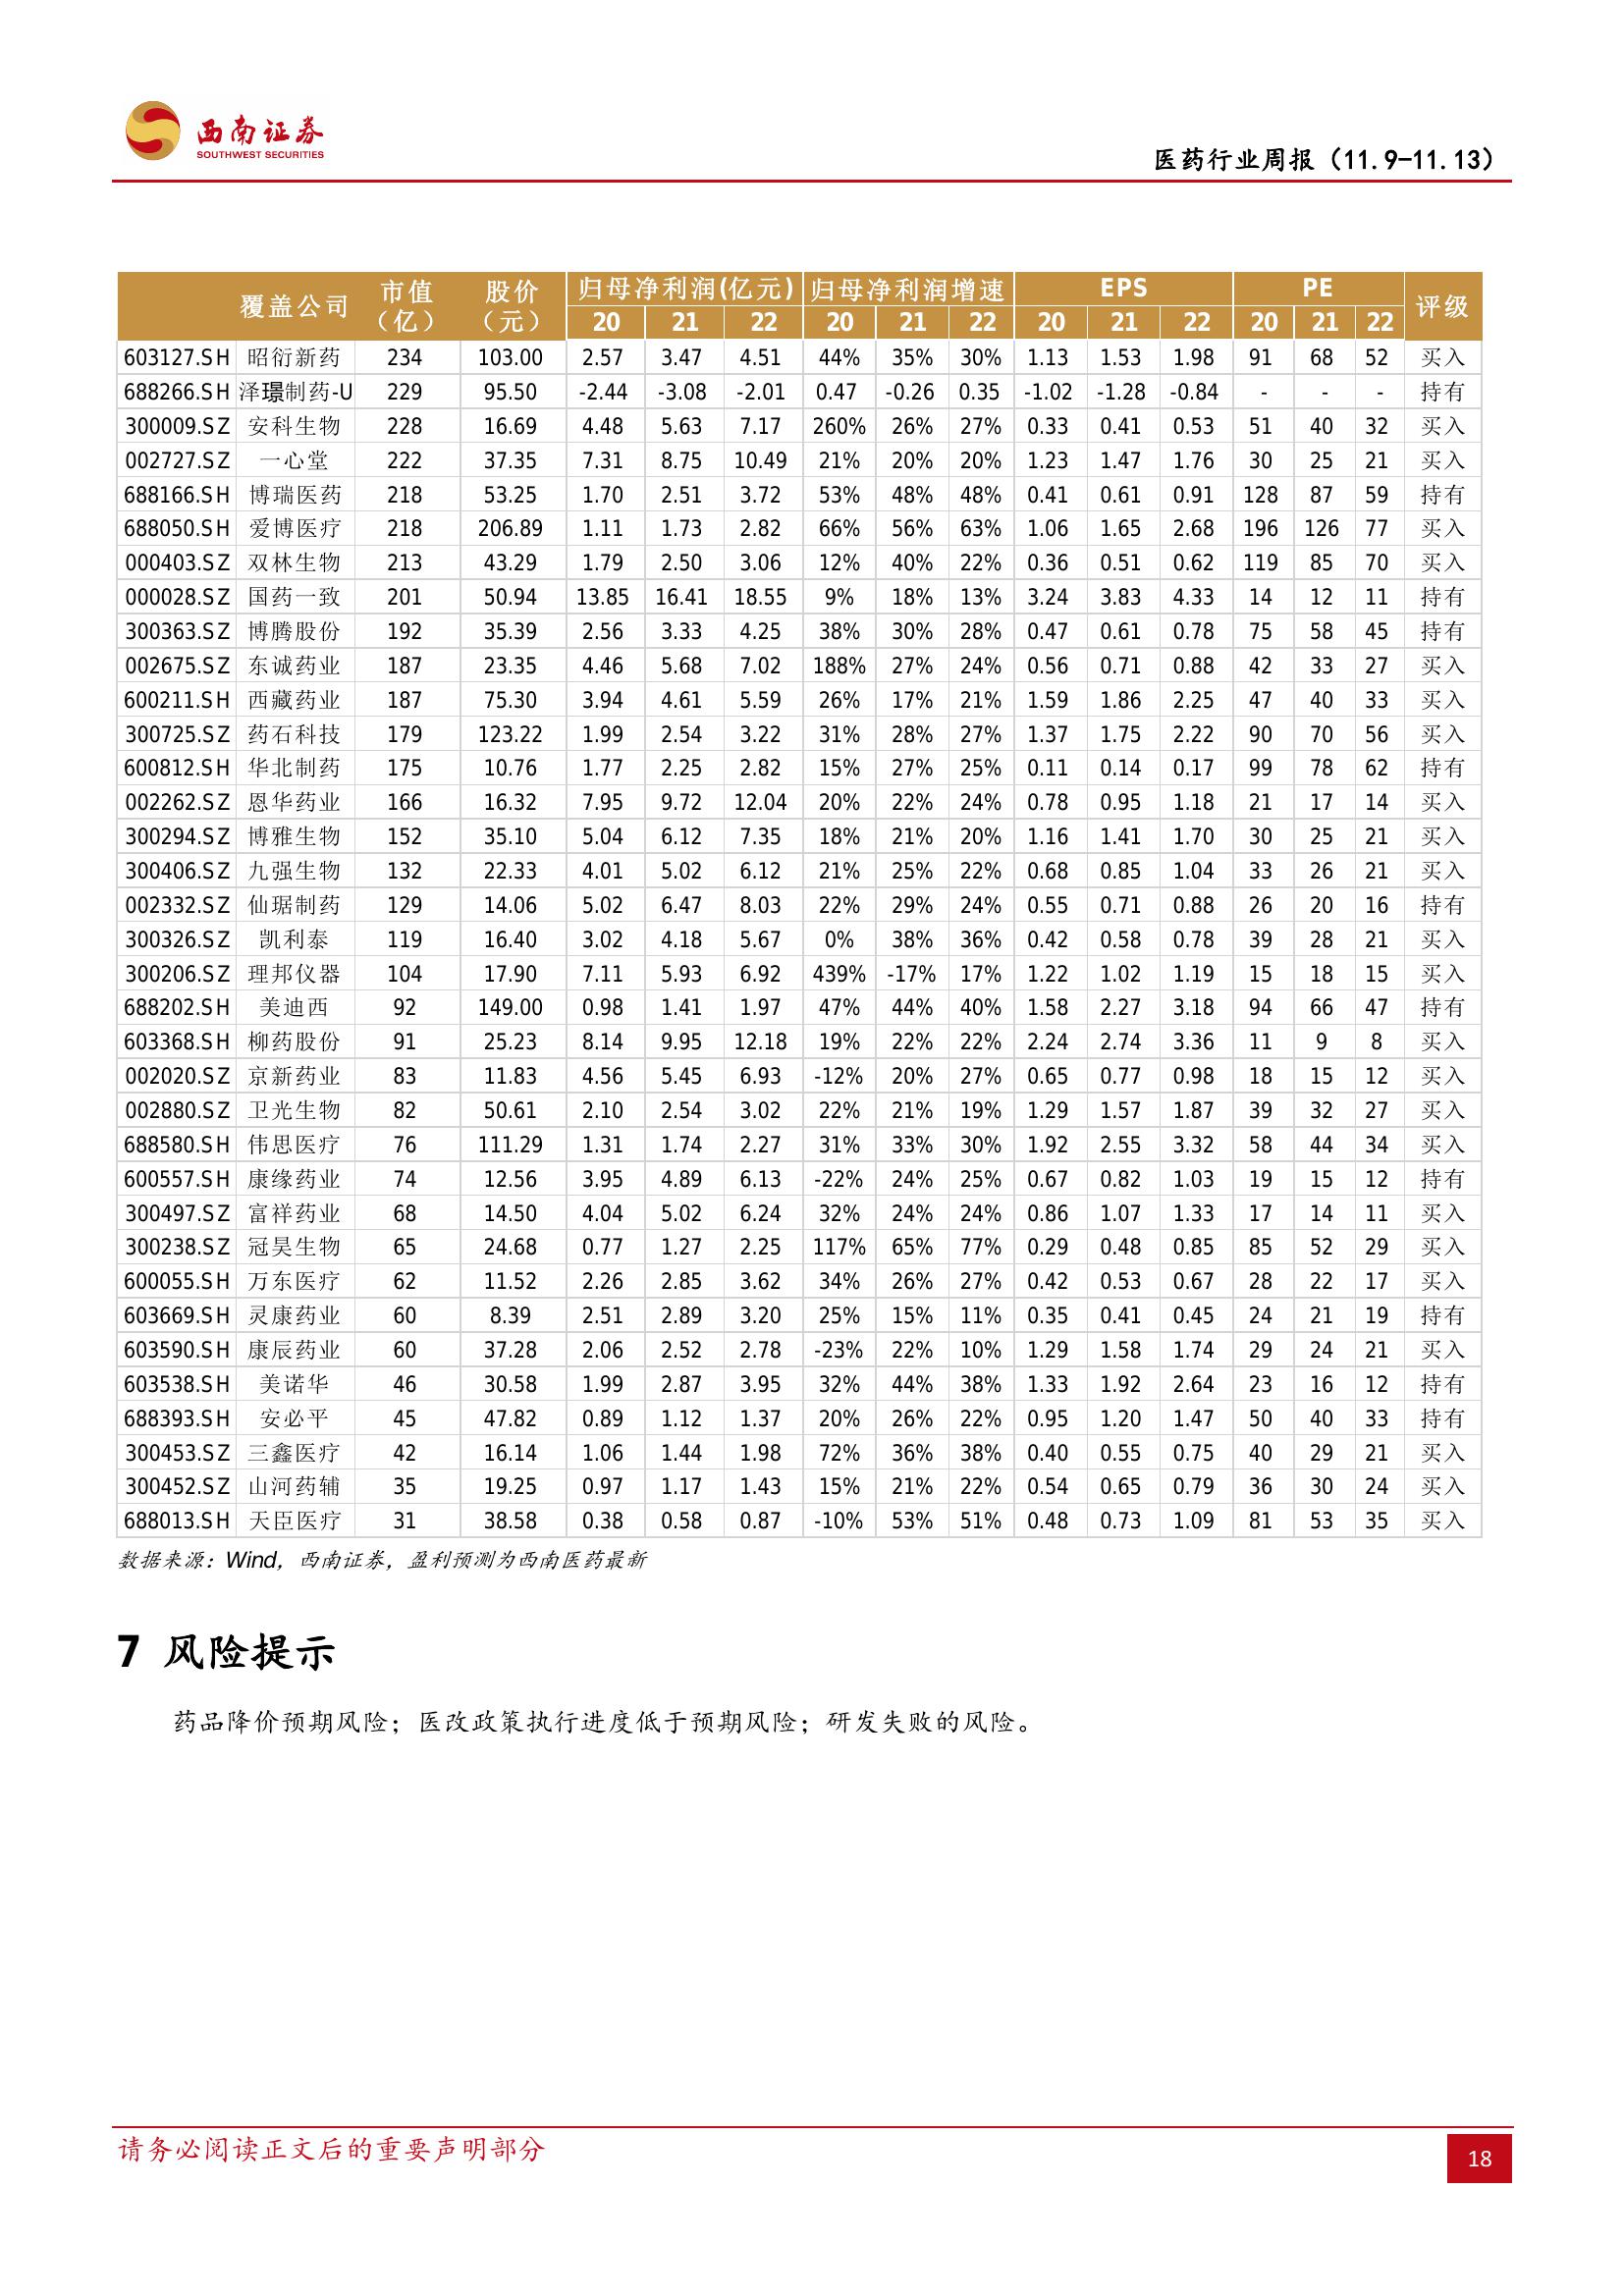 西南证券
SOUTHWEST SECURITIES
医药行业周报（11.9-11.13）
覆盖公司 市值（亿） 股价（元） 归母净利润(亿元) 归母净利润增速 EPS PE 评级
20 21 22 20 21 22 20 21 22 20 21 22
603127.SH 昭衍新药 234 103.00 2.57 3.47 4.51 44% 35% 30% 1.13 1.53 1.98 91 68 52 买入
688266.SH 泽璟制药-U 229 95.50 -2.44 -3.08 -2.01 0.47 -0.26 0.35 -1.02 -1.28 -0.84 - - - 持有
300009.SZ 安科生物 228 16.69 4.48 5.63 7.17 260% 26% 27% 0.33 0.41 0.53 51 40 32 买入
002727.SZ 一心堂 222 37.35 7.31 8.75 10.49 21% 20% 20% 1.23 1.47 1.76 30 25 21 买入
688166.SH 博瑞医药 218 53.25 1.70 2.51 3.72 53% 48% 48% 0.41 0.61 0.91 128 87 59 持有
688050.SH 爱博医疗 218 206.89 1.11 1.73 2.82 66% 56% 63% 1.06 1.65 2.68 196 126 77 买入
000403.SZ 双林生物 213 43.29 1.79 2.50 3.06 12% 40% 22% 0.36 0.51 0.62 119 85 70 买入
000028.SZ 国药一致 201 50.94 13.85 16.41 18.55 9% 18% 13% 3.24 3.83 4.33 14 12 11 持有
300363.SZ 博腾股份 192 35.39 2.56 3.33 4.25 38% 30% 28% 0.47 0.61 0.78 75 58 45 持有
002675.SZ 东诚药业 187 23.35 4.46 5.68 7.02 188% 27% 24% 0.56 0.71 0.88 42 33 27 买入
600211.SH 西藏药业 187 75.30 3.94 4.61 5.59 26% 17% 21% 1.59 1.86 2.25 47 40 33 买入
300725.SZ 药石科技 179 123.22 1.99 2.54 3.22 31% 28% 27% 1.37 1.75 2.22 90 70 56 买入
600812.SH 华北制药 175 10.76 1.77 2.25 2.82 15% 27% 25% 0.11 0.14 0.17 99 78 62 持有
002262.SZ 恩华药业 166 16.32 7.95 9.72 12.04 20% 22% 24% 0.78 0.95 1.18 21 17 14 买入
300294.SZ 博雅生物 152 35.10 5.04 6.12 7.35 18% 21% 20% 1.16 1.41 1.70 30 25 21 买入
300406.SZ 九强生物 132 22.33 4.01 5.02 6.12 21% 25% 22% 0.68 0.85 1.04 33 26 21 买入
002332.SZ 仙琚制药 129 14.06 5.02 6.47 8.03 22% 29% 24% 0.55 0.71 0.88 26 20 16 持有
300326.SZ 凯利泰 119 16.40 3.02 4.18 5.67 0% 38% 36% 0.42 0.58 0.78 39 28 21 买入
300206.SZ 理邦仪器 104 17.90 7.11 5.93 6.92 439% -17% 17% 1.22 1.02 1.19 15 18 15 买入
688202.SH 美迪西 92 149.00 0.98 1.41 1.97 47% 44% 40% 1.58 2.27 3.18 94 66 47 持有
603368.SH 柳药股份 91 25.23 8.14 9.95 12.18 19% 22% 22% 2.24 2.74 3.36 11 9 8 买入
002020.SZ 京新药业 83 11.83 4.56 5.45 6.93 -12% 20% 27% 0.65 0.77 0.98 18 15 12 买入
002880.SZ 卫光生物 82 50.61 2.10 2.54 3.02 22% 21% 19% 1.29 1.57 1.87 39 32 27 买入
688580.SH 伟思医疗 76 111.29 1.31 1.74 2.27 31% 33% 30% 1.92 2.55 3.32 58 44 34 买入
600557.SH 康缘药业 74 12.56 3.95 4.89 6.13 -22% 24% 25% 0.67 0.82 1.03 19 15 12 持有
300497.SZ 富祥药业 68 14.50 4.04 5.02 6.24 32% 24% 24% 0.86 1.07 1.33 17 14 11 买入
300238.SZ 冠昊生物 65 24.68 0.77 1.27 2.25 117% 65% 77% 0.29 0.48 0.85 85 52 29 买入
600055.SH 万东医疗 62 11.52 2.26 2.85 3.62 34% 26% 27% 0.42 0.53 0.67 28 22 17 买入
603669.SH 灵康药业 60 8.39 2.51 2.89 3.20 25% 15% 11% 0.35 0.41 0.45 24 21 19 持有
603590.SH 康辰药业 60 37.28 2.06 2.52 2.78 -23% 22% 10% 1.29 1.58 1.74 29 24 21 买入
603538.SH 美诺华 46 30.58 1.99 2.87 3.95 32% 44% 38% 1.33 1.92 2.64 23 16 12 持有
688393.SH 安必平 45 47.82 0.89 1.12 1.37 20% 26% 22% 0.95 1.20 1.47 50 40 33 持有
300453.SZ 三鑫医疗 42 16.14 1.06 1.44 1.98 72% 36% 38% 0.40 0.55 0.75 40 29 21 买入
300452.SZ 山河药辅 35 19.25 0.97 1.17 1.43 15% 21% 22% 0.54 0.65 0.79 36 30 24 买入
688013.SH 天臣医疗 31 38.58 0.38 0.58 0.87 -10% 53% 51% 0.48 0.73 1.09 81 53 35 买入
数据来源：Wind，西南证券，盈利预测为西南医药最新
7 风险提示
药品降价预期风险；医改政策执行进度低于预期风险；研发失败的风险。
请务必阅读正文后的重要声明部分
18